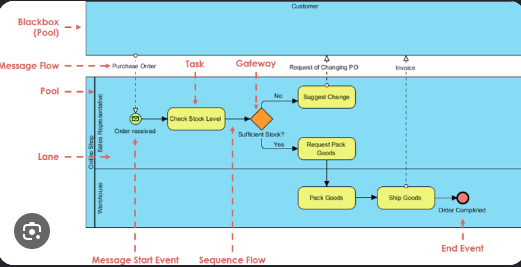 Customer
Blackbox
(Pool)
Message Flow
Purchase Order
Task
Gateway
Request of Changing PO
Invoice
Pool
Online Shop
Sales Representative
No
Suggest Change
Check Stock Level
Order received
Sufficient Stock?
Yes
Request Pack
Goods
Lane
Warehouse
Pack Goods
Ship Goods
Order Completed
End Event
Message Start Event
Sequence Flow